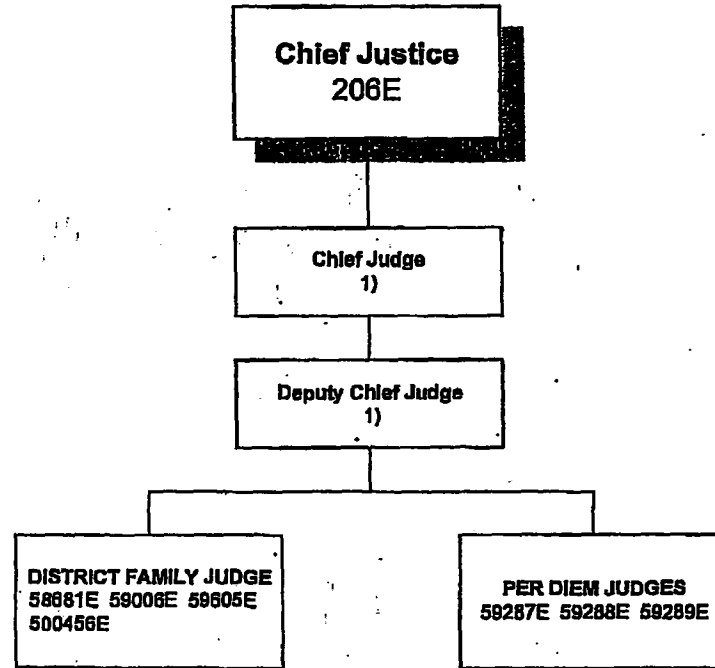 Chief Justice
206E
Chief Judge
1)
Deputy Chief Judge
1)
DISTRICT FAMILY JUDGE
58681E 59006E 59605E
500456E
PER DIEM JUDGES
59287E 59288E 59289E